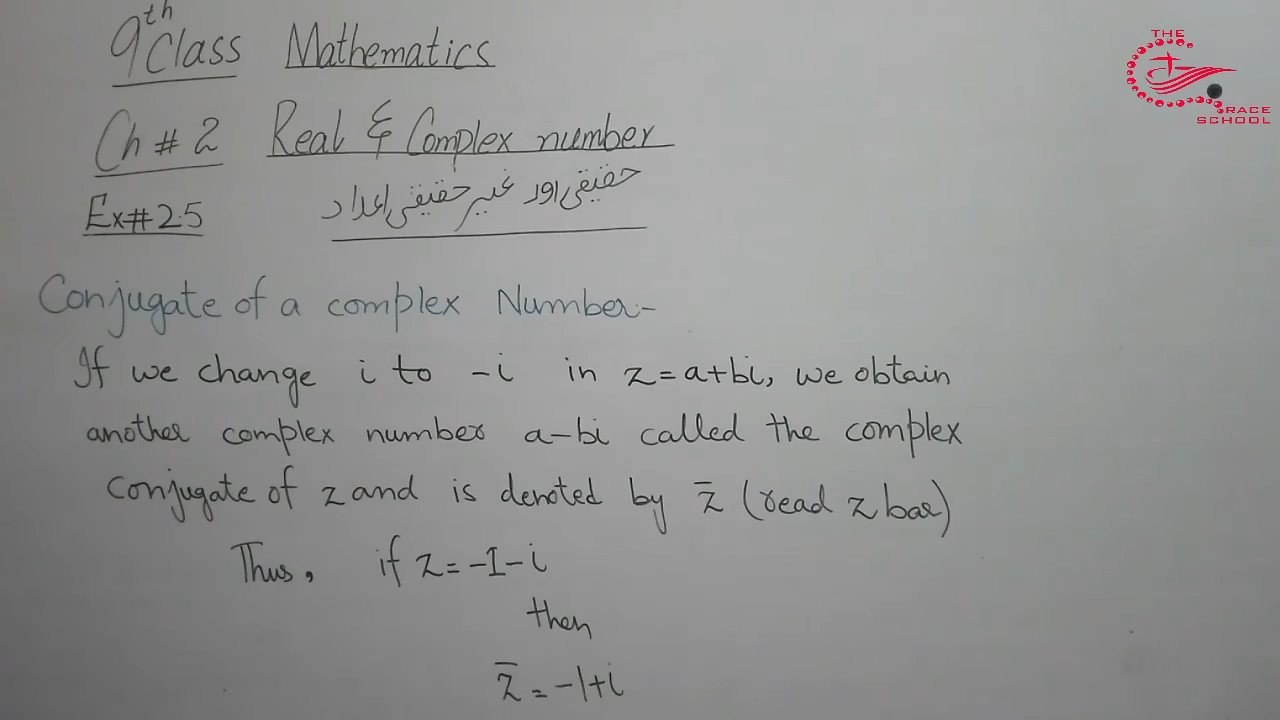 9th Class Mathematics
Ch # 2 Real & Complex number
Ex# 2.5 حقیقی اور غیر حقیقی اعداد
Conjugate of a complex Number:-
If we change i to -i in z=a+bi, we obtain
another complex number a-bi called the complex
conjugate of z and is denoted by z̄ (read z bar)
Thus, if z = -1-i
then
z̄ = -1+i
THE
GRACE
SCHOOL